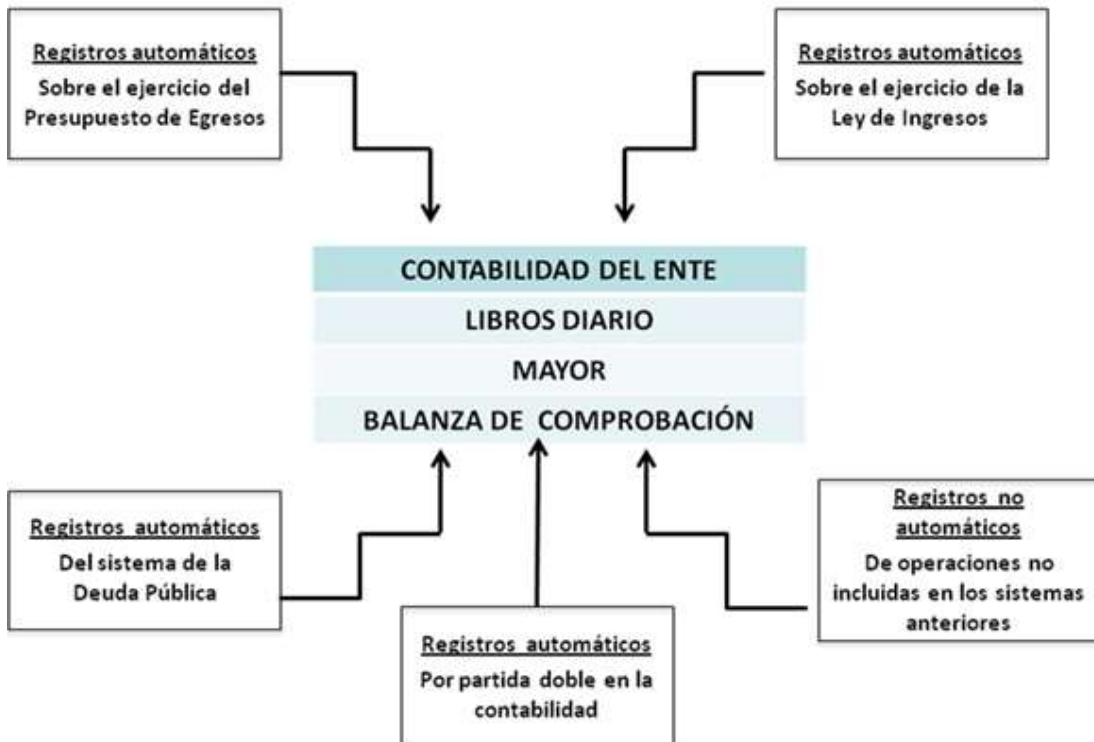 Registros automáticos
Sobre el ejercicio del
Presupuesto de Egresos
Registros automáticos
Sobre el ejercicio de la
Ley de Ingresos
CONTABILIDAD DEL ENTE
LIBROS DIARIO
MAYOR
BALANZA DE COMPROBACIÓN
Registros automáticos
Del sistema de la
Deuda Pública
Registros automáticos
Por partida doble en la
contabilidad
Registros no
automáticos
De operaciones no
incluidas en los sistemas
anteriores